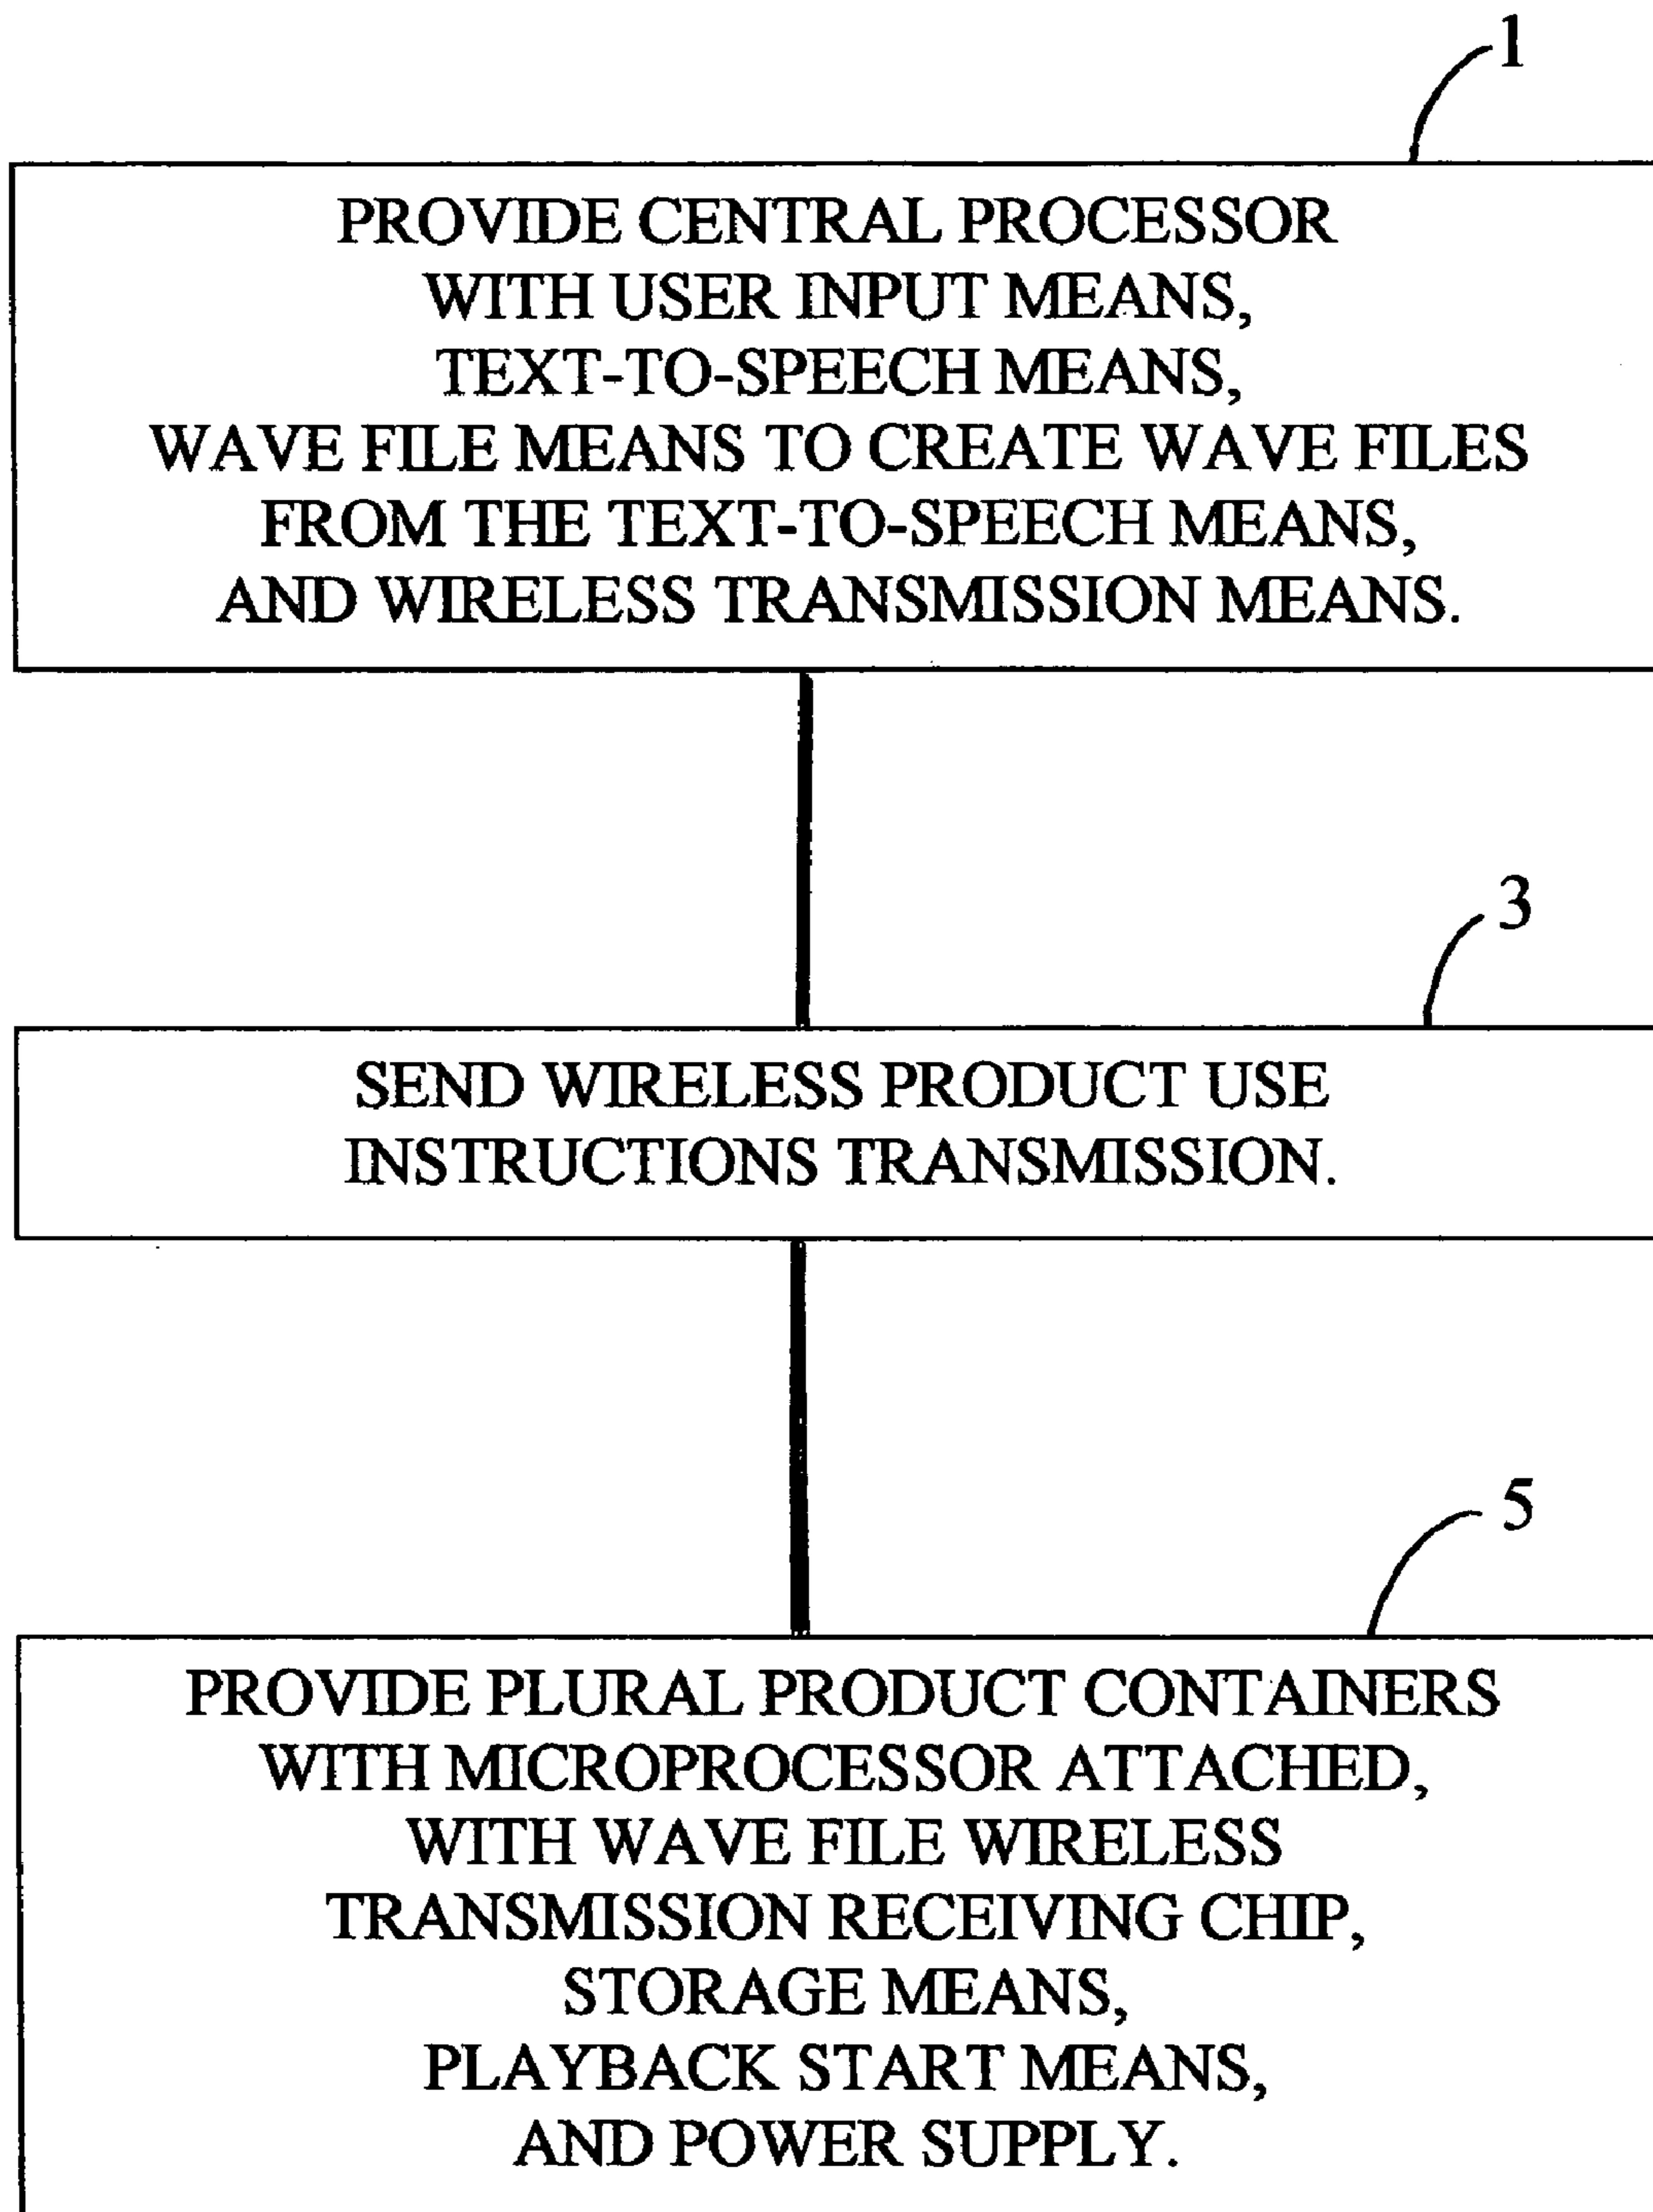 1
PROVIDE CENTRAL PROCESSOR
WITH USER INPUT MEANS,
TEXT-TO-SPEECH MEANS,
WAVE FILE MEANS TO CREATE WAVE FILES
FROM THE TEXT-TO-SPEECH MEANS,
AND WIRELESS TRANSMISSION MEANS.
3
SEND WIRELESS PRODUCT USE
INSTRUCTIONS TRANSMISSION.
5
PROVIDE PLURAL PRODUCT CONTAINERS
WITH MICROPROCESSOR ATTACHED,
WITH WAVE FILE WIRELESS
TRANSMISSION RECEIVING CHIP,
STORAGE MEANS,
PLAYBACK START MEANS,
AND POWER SUPPLY.